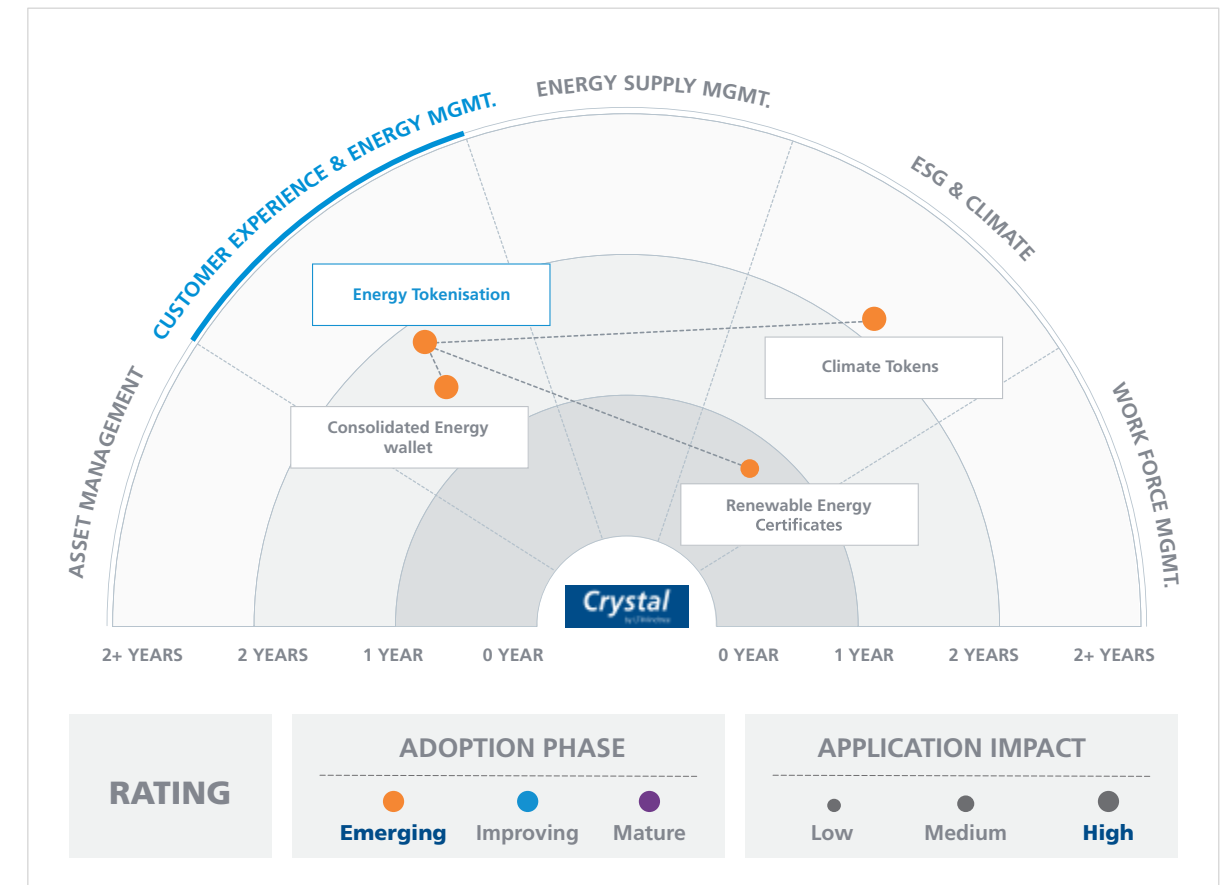 ENERGY SUPPLY MGMT.
CUSTOMER EXPERIENCE & ENERGY MGMT.
ESG & CLIMATE
ASSET MANAGEMENT
WORK FORCE MGMT.
Energy Tokenisation
Climate Tokens
Consolidated Energy
wallet
Renewable Energy
Certificates
Crystal
2+ YEARS
2 YEARS
1 YEAR
0 YEAR
0 YEAR
1 YEAR
2 YEARS
2+ YEARS
RATING
ADOPTION PHASE
Emerging
Improving
Mature
APPLICATION IMPACT
Low
Medium
High